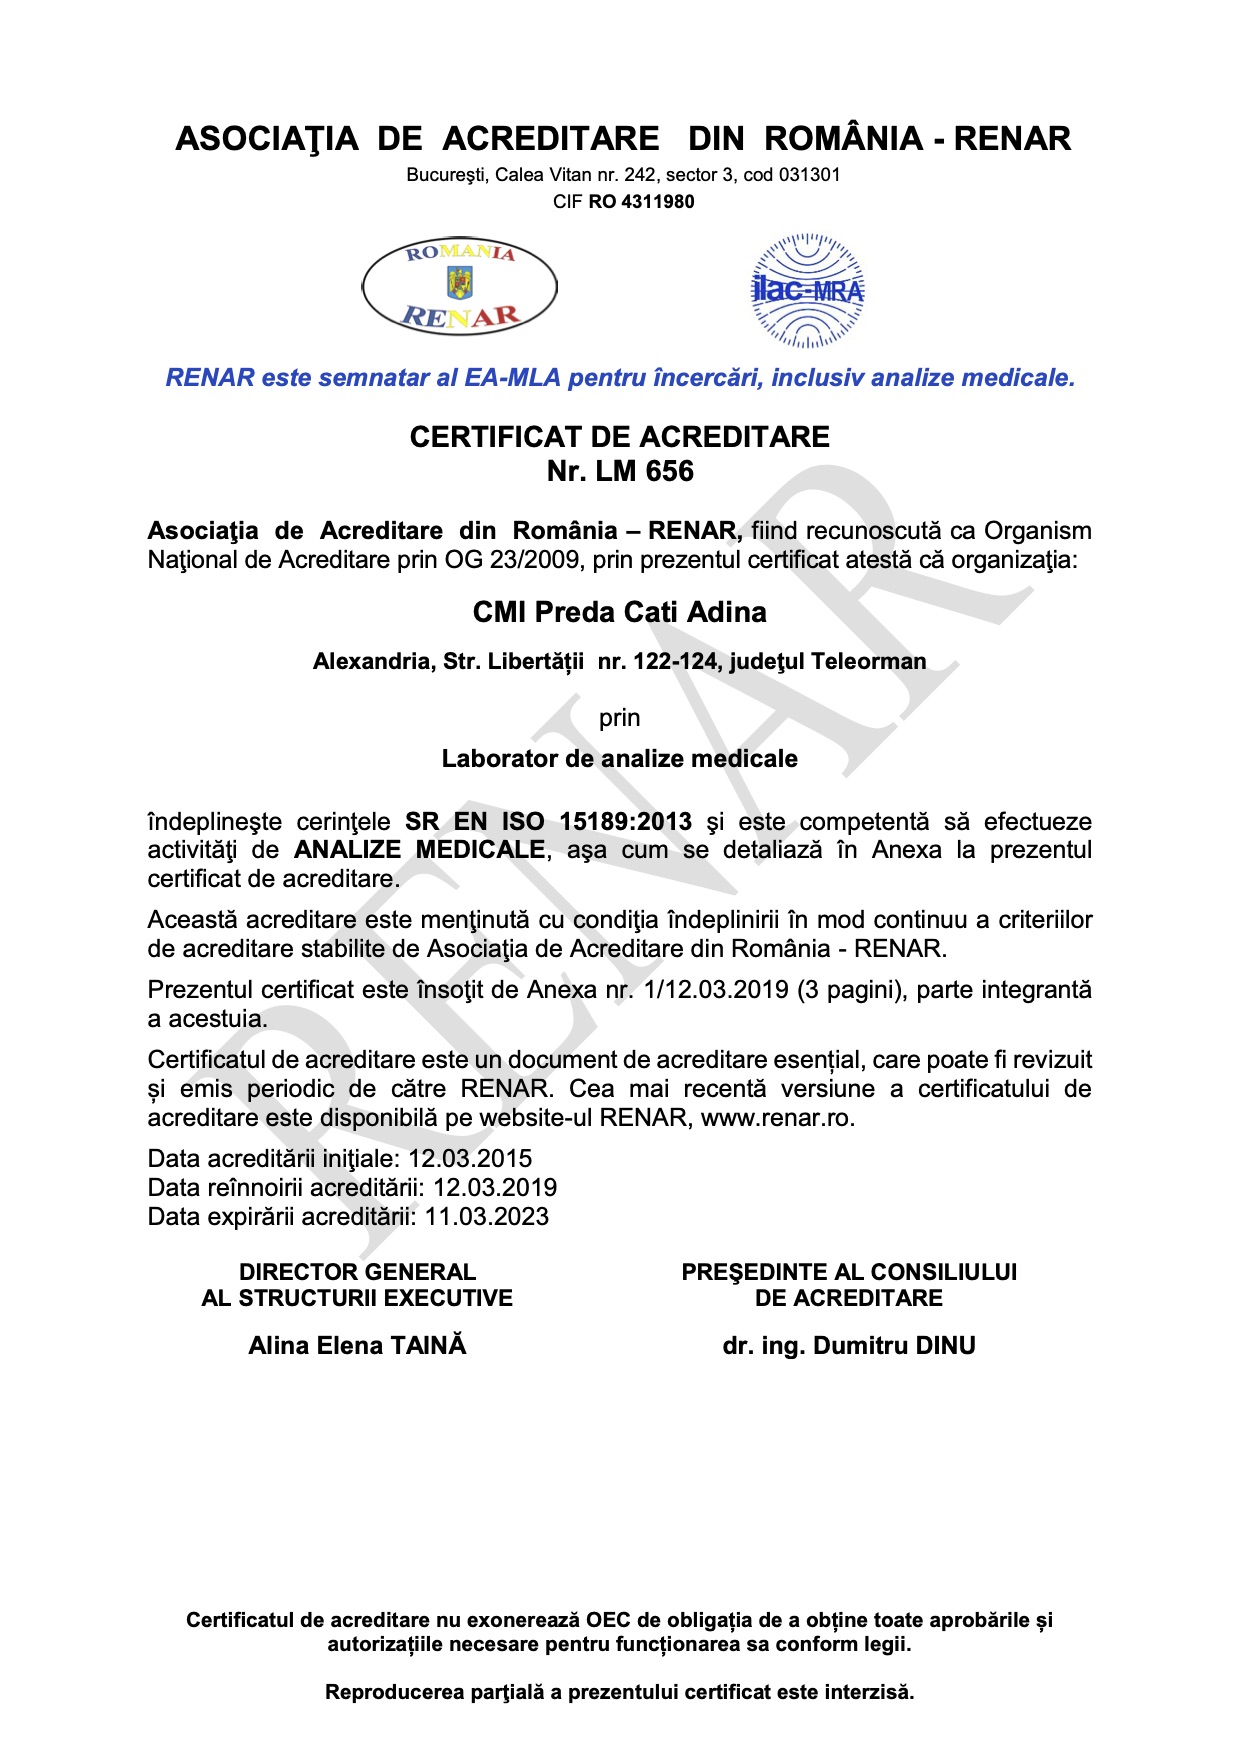 ASOCIAŢIA DE ACREDITARE DIN ROMÂNIA - RENAR
Bucureşti, Calea Vitan nr. 242, sector 3, cod 031301
CIF RO 4311980
ROMANIA
RENAR
ilac-MRA
RENAR este semnatar al EA-MLA pentru încercări, inclusiv analize medicale.
CERTIFICAT DE ACREDITARE
Nr. LM 656
Asociaţia de Acreditare din România – RENAR, fiind recunoscută ca Organism
Naţional de Acreditare prin OG 23/2009, prin prezentul certificat atestă că organizaţia:
CMI Preda Cati Adina
Alexandria, Str. Libertății nr. 122-124, judeţul Teleorman
prin
Laborator de analize medicale
îndeplineşte cerinţele SR EN ISO 15189:2013 şi este competentă să efectueze
activităţi de ANALIZE MEDICALE, aşa cum se detaliază în Anexa la prezentul
certificat de acreditare.
Această acreditare este menţinută cu condiţia îndeplinirii în mod continuu a criteriilor
de acreditare stabilite de Asociaţia de Acreditare din România - RENAR.
Prezentul certificat este însoţit de Anexa nr. 1/12.03.2019 (3 pagini), parte integrantă
a acestuia.
Certificatul de acreditare este un document de acreditare esențial, care poate fi revizuit
și emis periodic de către RENAR. Cea mai recentă versiune a certificatului de
acreditare este disponibilă pe website-ul RENAR, www.renar.ro.
Data acreditării iniţiale: 12.03.2015
Data reînnoirii acreditării: 12.03.2019
Data expirării acreditării: 11.03.2023
DIRECTOR GENERAL
AL STRUCTURII EXECUTIVE
Alina Elena TAINĂ
PREŞEDINTE AL CONSILIULUI
DE ACREDITARE
dr. ing. Dumitru DINU
RENAR
Certificatul de acreditare nu exonerează OEC de obligația de a obține toate aprobările și
autorizațiile necesare pentru funcționarea sa conform legii.
Reproducerea parţială a prezentului certificat este interzisă.